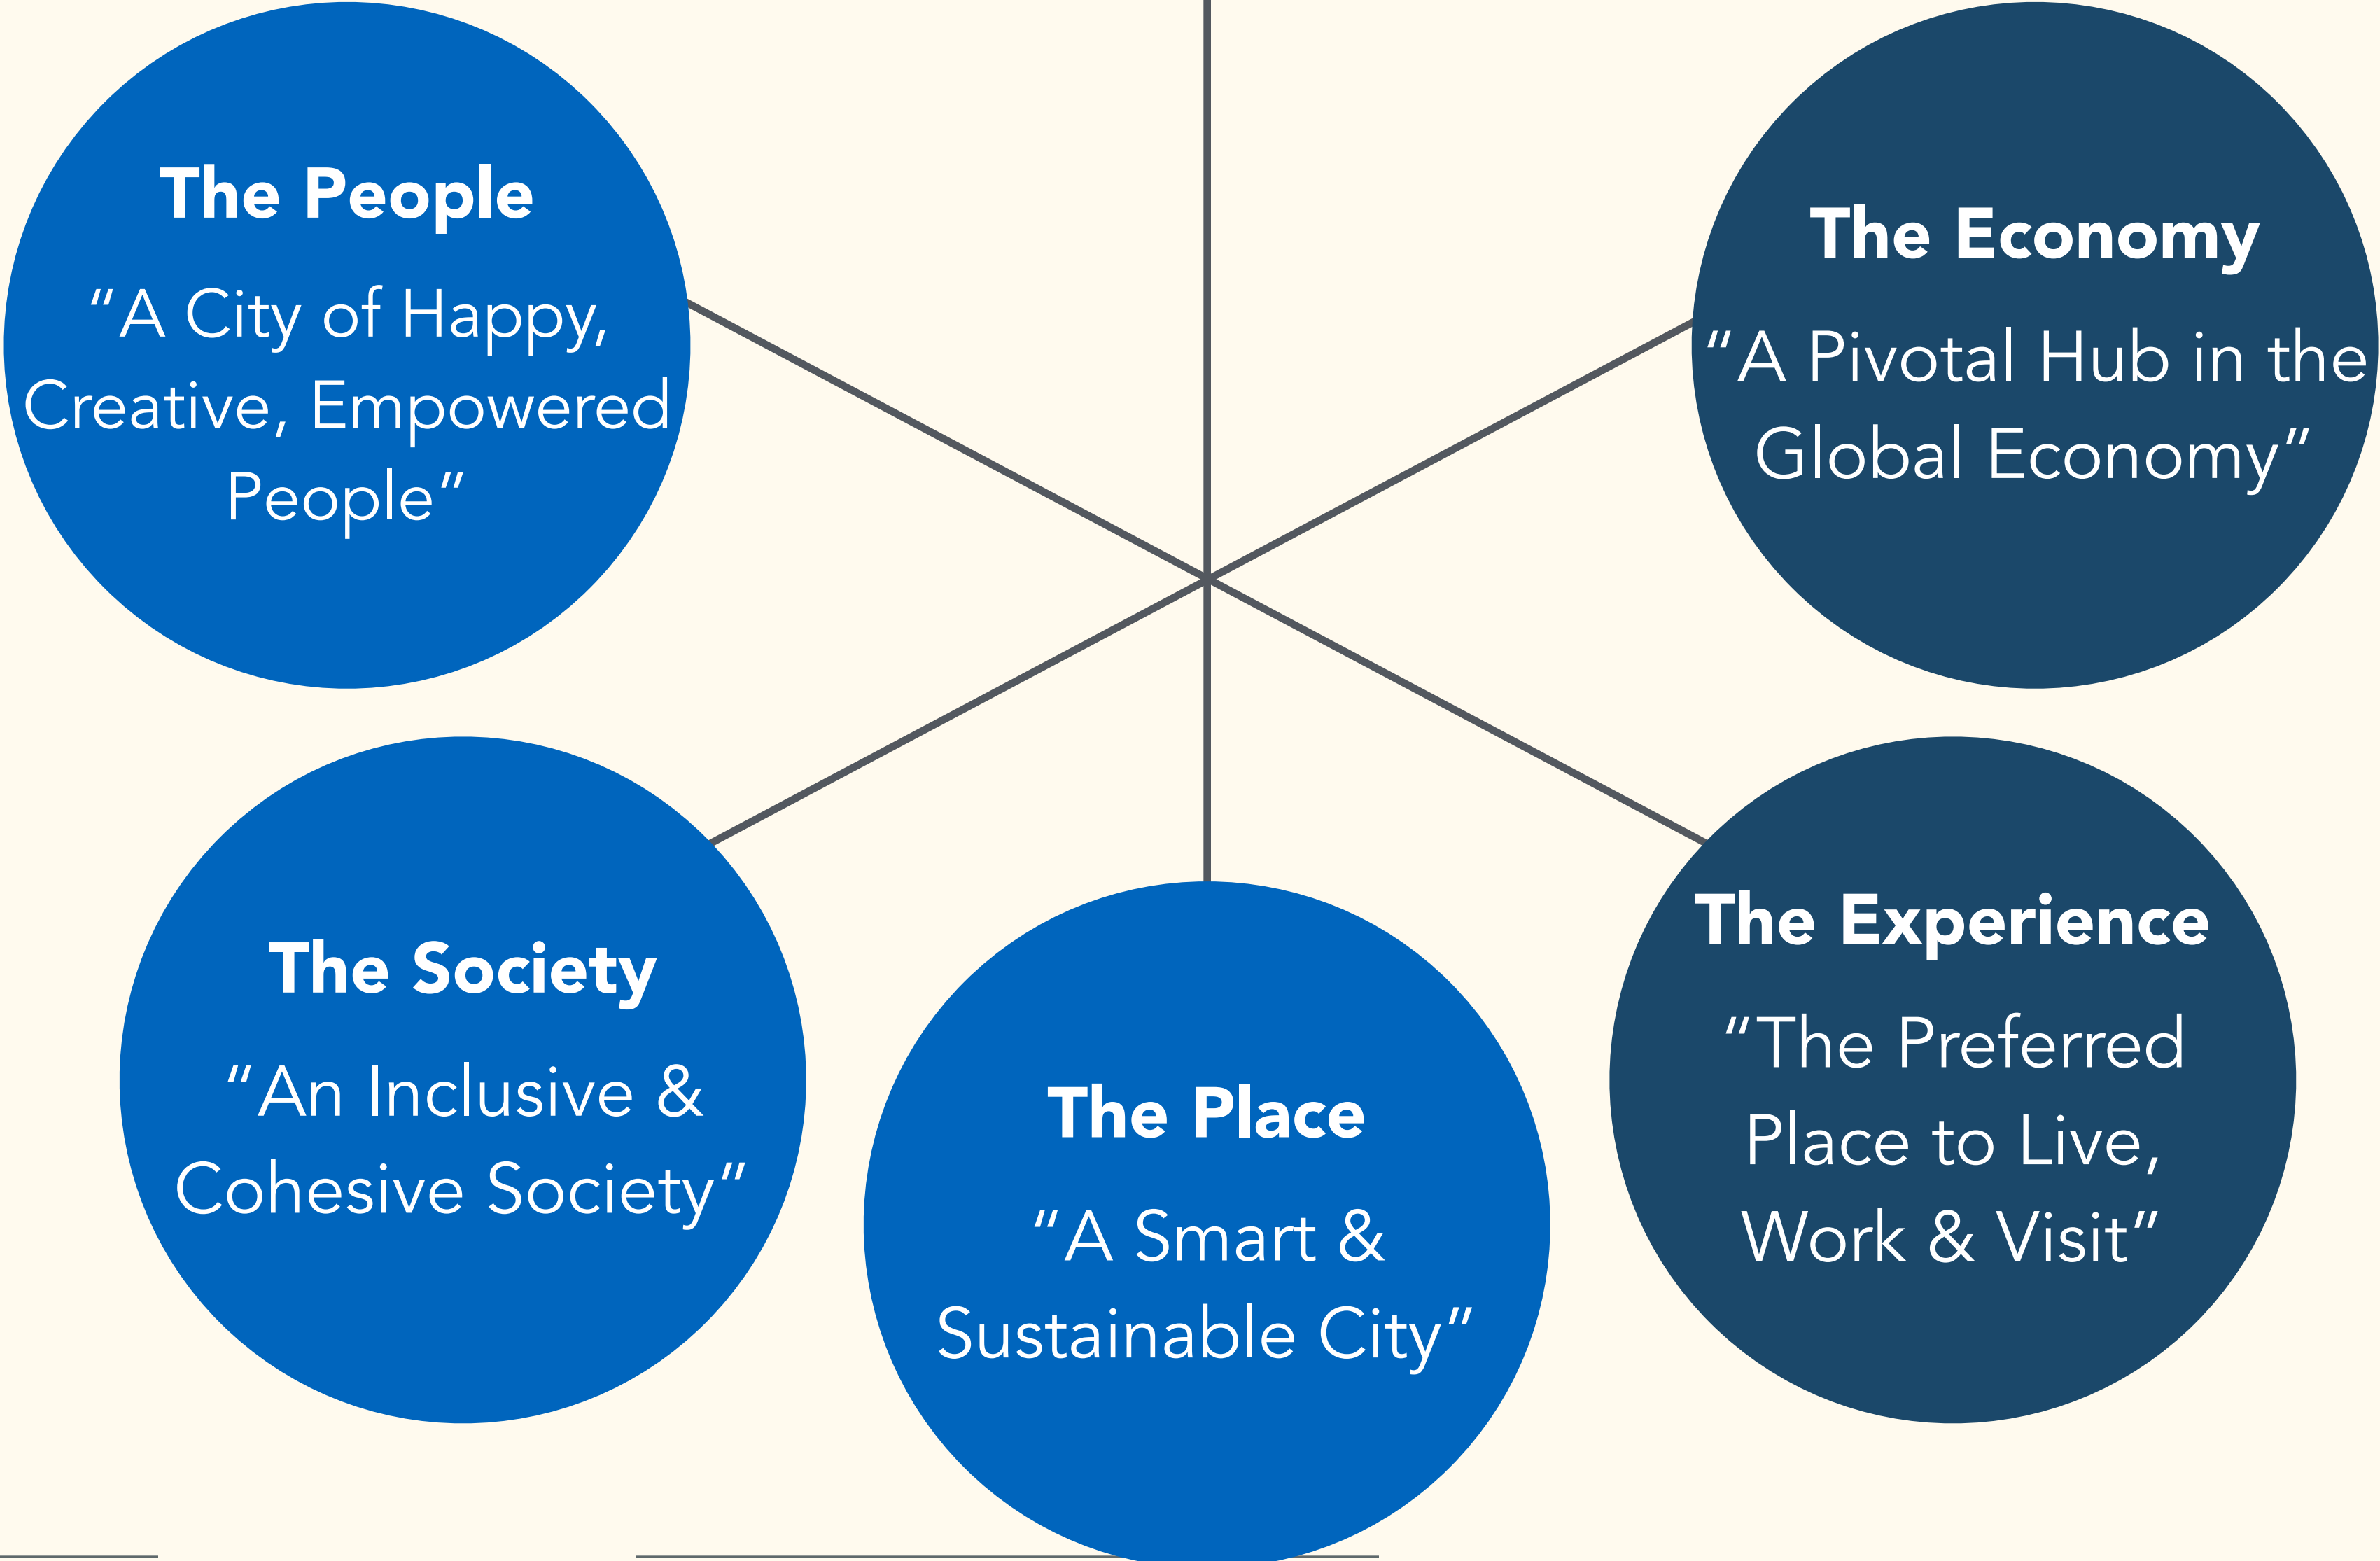 The People
“A City of Happy,
Creative, Empowered
People“
The Economy
“A Pivotal Hub in the
Global Economy“
The Society
“An Inclusive &
Cohesive Society”
The Place
“A Smart &
Sustainable City“
The Experience
“The Preferred
Place to Live,
Work & Visit”